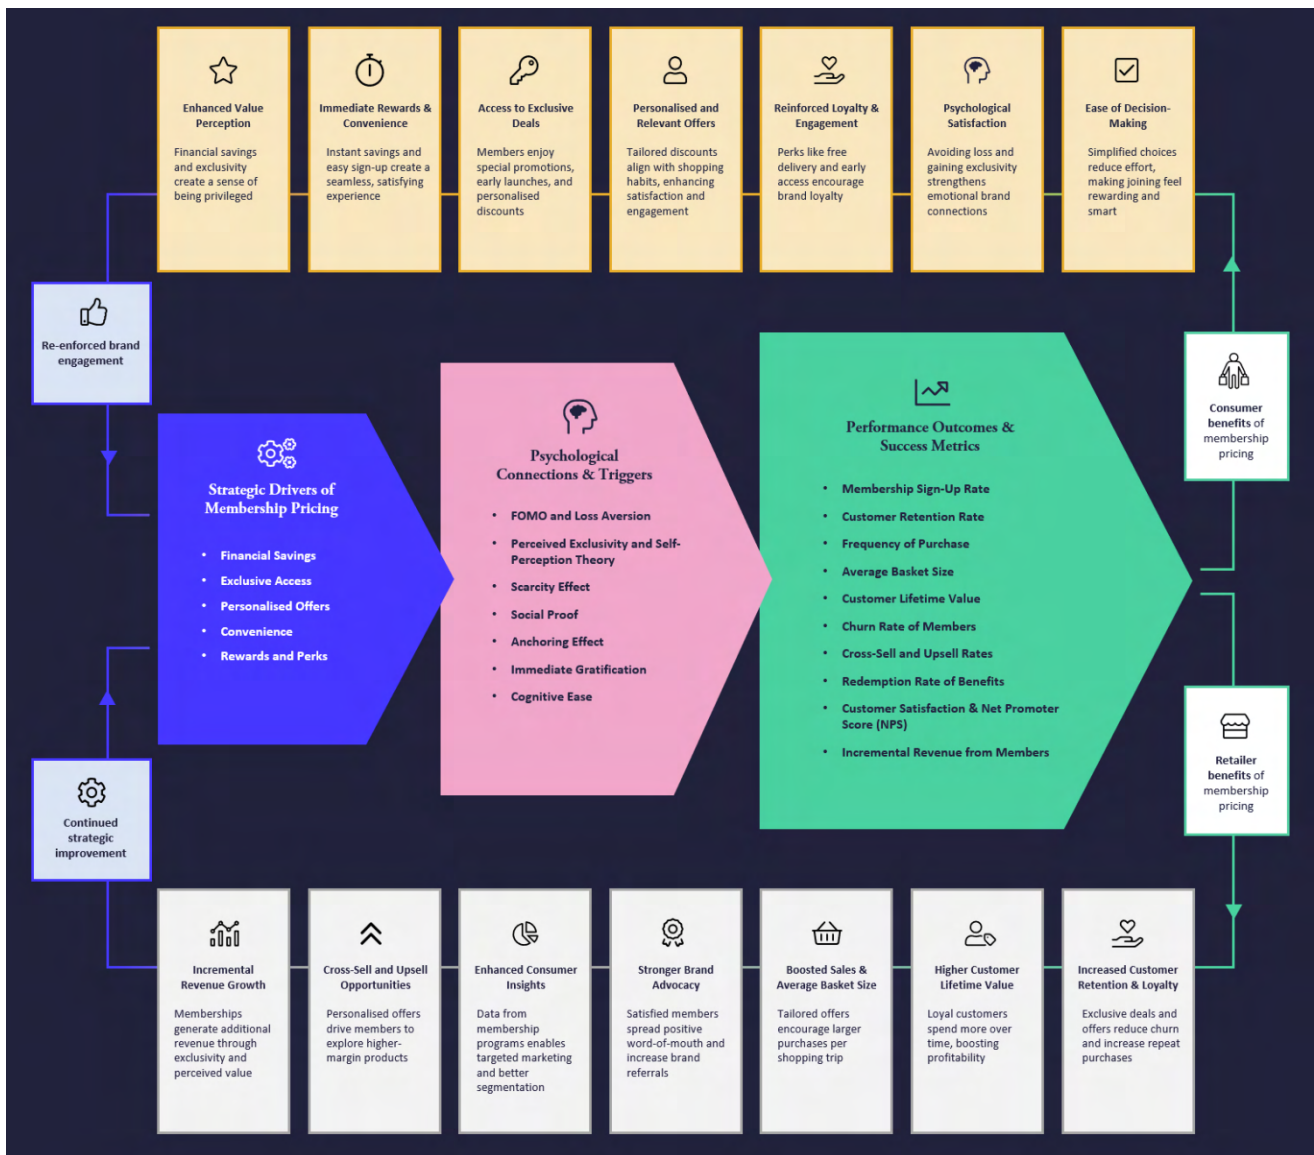 Enhanced Value
Perception
Financial savings
and exclusivity
create a sense of
being privileged
Immediate Rewards &
Convenience
Instant savings and
easy sign-up create a
seamless, satisfying
experience
Access to Exclusive
Deals
Members enjoy
special promotions,
early launches, and
personalised
discounts
Personalised and
Relevant Offers
Tailored discounts
align with shopping
habits, enhancing
satisfaction and
engagement
Reinforced Loyalty &
Engagement
Perks like free
delivery and early
access encourage
brand loyalty
Psychological
Satisfaction
Avoiding loss and
gaining exclusivity
strengthens
emotional brand
connections
Ease of Decision-
Making
Simplified choices
reduce effort,
making joining feel
rewarding and
smart
Re-enforced brand
engagement
Strategic Drivers of
Membership Pricing
• Financial Savings
• Exclusive Access
• Personalised Offers
• Convenience
• Rewards and Perks
Psychological
Connections & Triggers
• FOMO and Loss Aversion
• Perceived Exclusivity and Self-
Perception Theory
• Scarcity Effect
• Social Proof
• Anchoring Effect
• Immediate Gratification
• Cognitive Ease
Performance Outcomes &
Success Metrics
• Membership Sign-Up Rate
• Customer Retention Rate
• Frequency of Purchase
• Average Basket Size
• Customer Lifetime Value
• Churn Rate of Members
• Cross-Sell and Upsell Rates
• Redemption Rate of Benefits
• Customer Satisfaction & Net Promoter
Score (NPS)
• Incremental Revenue from Members
Consumer
benefits of
membership
pricing
Retailer
benefits of
membership
pricing
Continued
strategic
improvement
Incremental
Revenue Growth
Memberships
generate additional
revenue through
exclusivity and
perceived value
Cross-Sell and Upsell
Opportunities
Personalised offers
drive members to
explore higher-
margin products
Enhanced Consumer
Insights
Data from
membership
programs enables
targeted marketing
and better
segmentation
Stronger Brand
Advocacy
Satisfied members
spread positive
word-of-mouth and
increase brand
referrals
Boosted Sales &
Average Basket Size
Tailored offers
encourage larger
purchases per
shopping trip
Higher Customer
Lifetime Value
Loyal customers
spend more over
time, boosting
profitability
Increased Customer
Retention & Loyalty
Exclusive deals and
offers reduce churn
and increase repeat
purchases